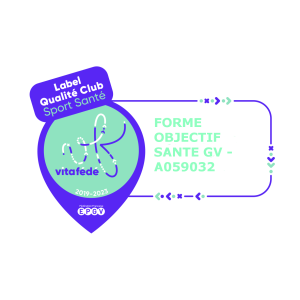 Label
Qualité Club
Sport Santé
vitafede
2019-2023
EPGV
FORME
OBJECTIF
SANTE GV -
A059032